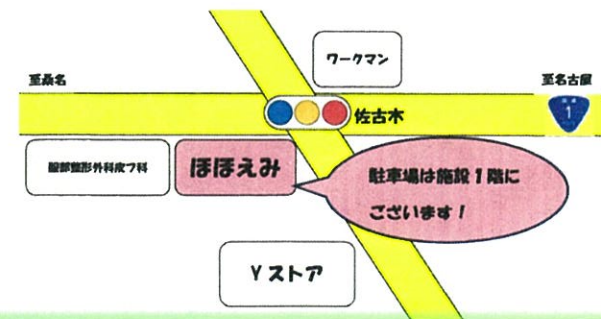 ワークマン
至桑名
至名古屋
国道
1
佐古木
服部整形外科皮フ科
ほほえみ
駐車場は施設1階に
ございます！
Yストア